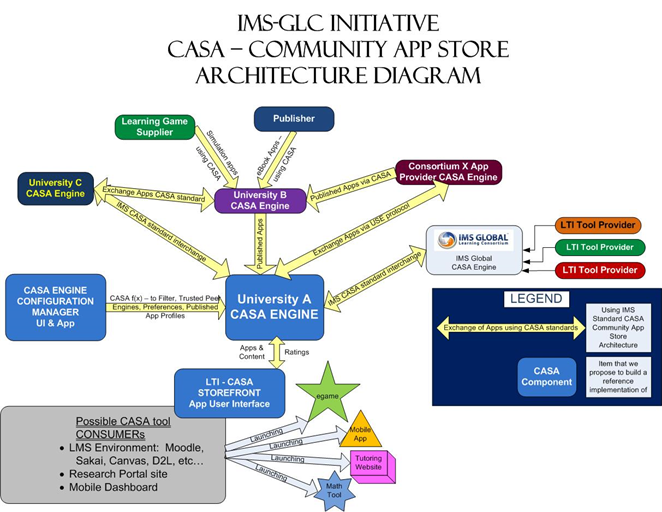 IMS-GLC INITIATIVE
CASA – COMMUNITY APP STORE
ARCHITECTURE DIAGRAM
Learning Game
Supplier
Publisher
Simulation apps
using CASA
eBook Apps –
using CASA
University C
CASA Engine
Exchange Apps CASA standard
University B
CASA Engine
Published Apps via CASA
Consortium X App
Provider CASA Engine
IMS CASA standard interchange
Published Apps
Exchange Apps via USE protocol
IMS GLOBAL
Learning Consortium
IMS Global
CASA Engine
LTI Tool Provider
LTI Tool Provider
LTI Tool Provider
IMS CASA standard interchange
CASA ENGINE
CONFIGURATION
MANAGER
UI & App
CASA f(x) – to Filter, Trusted Peer
Engines, Preferences, Published
App Profiles
University A
CASA ENGINE
LEGEND
Exchange of Apps using CASA standards
Using IMS
Standard CASA
Community App
Store
Architecture
CASA
Component
Item that we
propose to build a
reference
implementation of
Apps &
Content
Ratings
LTI - CASA
STOREFRONT
App User Interface
Possible CASA tool
CONSUMERs
• LMS Environment: Moodle,
Sakai, Canvas, D2L, etc…
• Research Portal site
• Mobile Dashboard
Launching
Launching
Launching
Launching
egame
Mobile
App
Tutoring
Website
Math
Tool